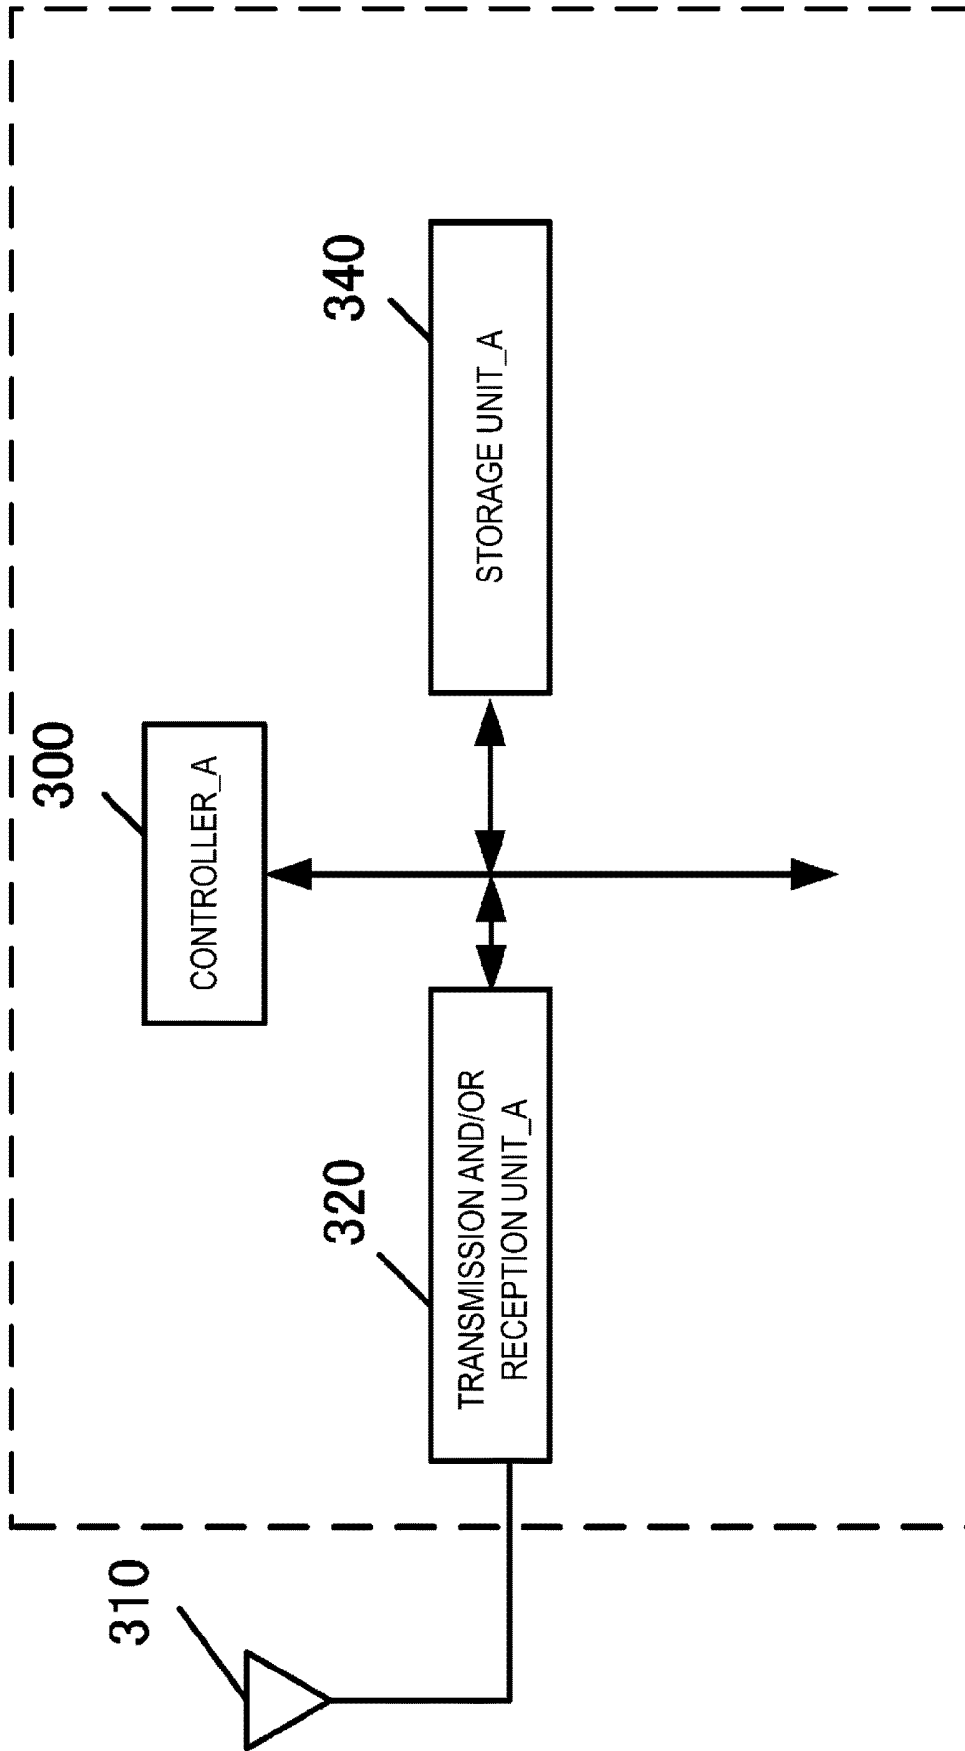 300
CONTROLLER_A
310
320
TRANSMISSION AND/OR
RECEPTION UNIT_A
340
STORAGE UNIT_A